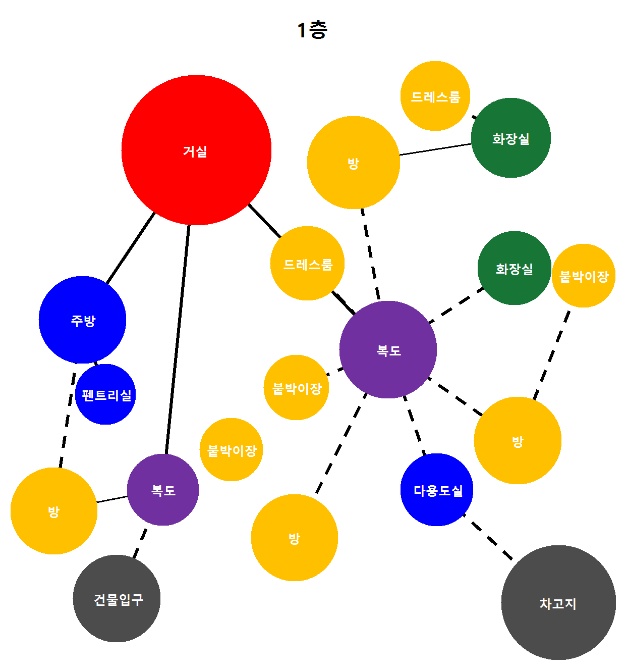 1층
드레스룸
화장실
거실
방
드레스룸
화장실
붙박이장
주방
복도
펜트리실
붙박이장
방
붙박이장
복도
다용도실
방
방
건물입구
차고지